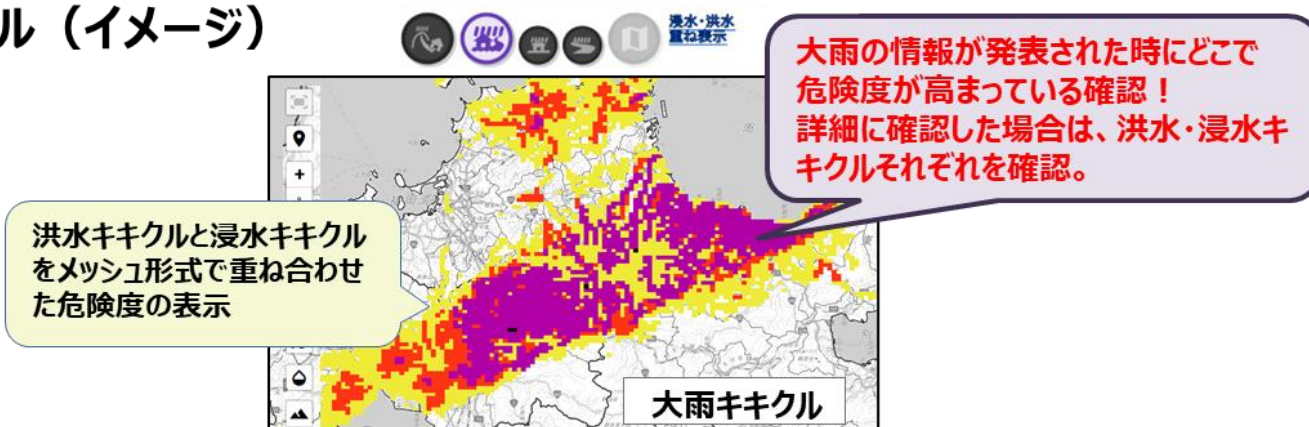 ル（イメージ）
浸水・洪水
重ね表示
大雨の情報が発表された時にどこで
危険度が高まっている確認！
詳細に確認した場合は、洪水・浸水キ
キクルそれぞれを確認。
洪水キキクルと浸水キキクル
をメッシュ形式で重ね合わせ
た危険度の表示
大雨キキクル